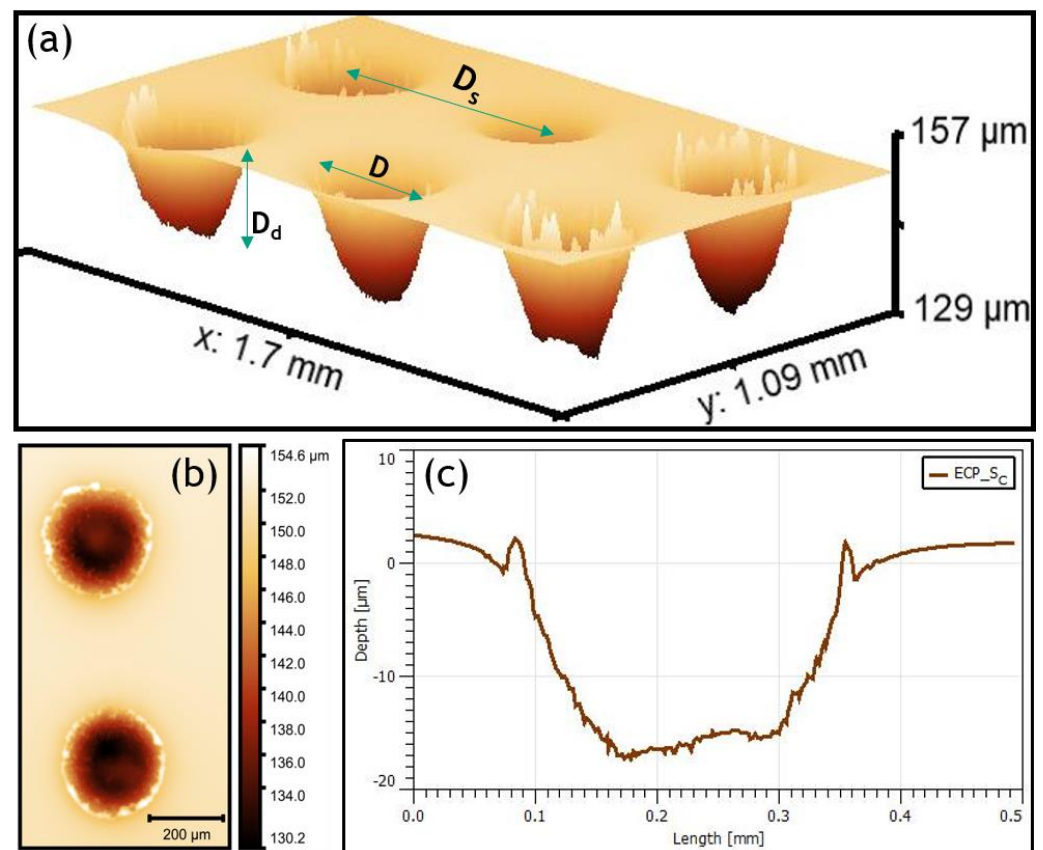 (a)
D_s
D
D_d
157 µm
129 µm
x: 1.7 mm
y: 1.09 mm
(b)
154.6 µm
152.0
150.0
148.0
146.0
144.0
142.0
140.0
138.0
136.0
134.0
130.2
200 µm
(c)
ECP_S_C
Depth [µm]
10
0
-10
-20
0.0 0.1 0.2 0.3 0.4 0.5
Length [mm]